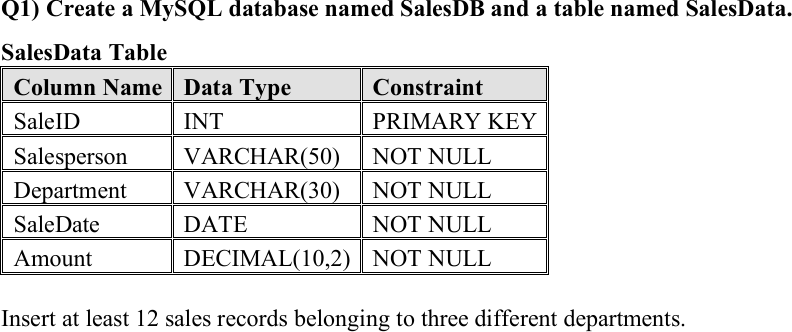 Q1) Create a MySQL database named SalesDB and a table named SalesData.
SalesData Table
Column Name Data Type Constraint
SaleID INT PRIMARY KEY
Salesperson VARCHAR(50) NOT NULL
Department VARCHAR(30) NOT NULL
SaleDate DATE NOT NULL
Amount DECIMAL(10,2) NOT NULL
Insert at least 12 sales records belonging to three different departments.